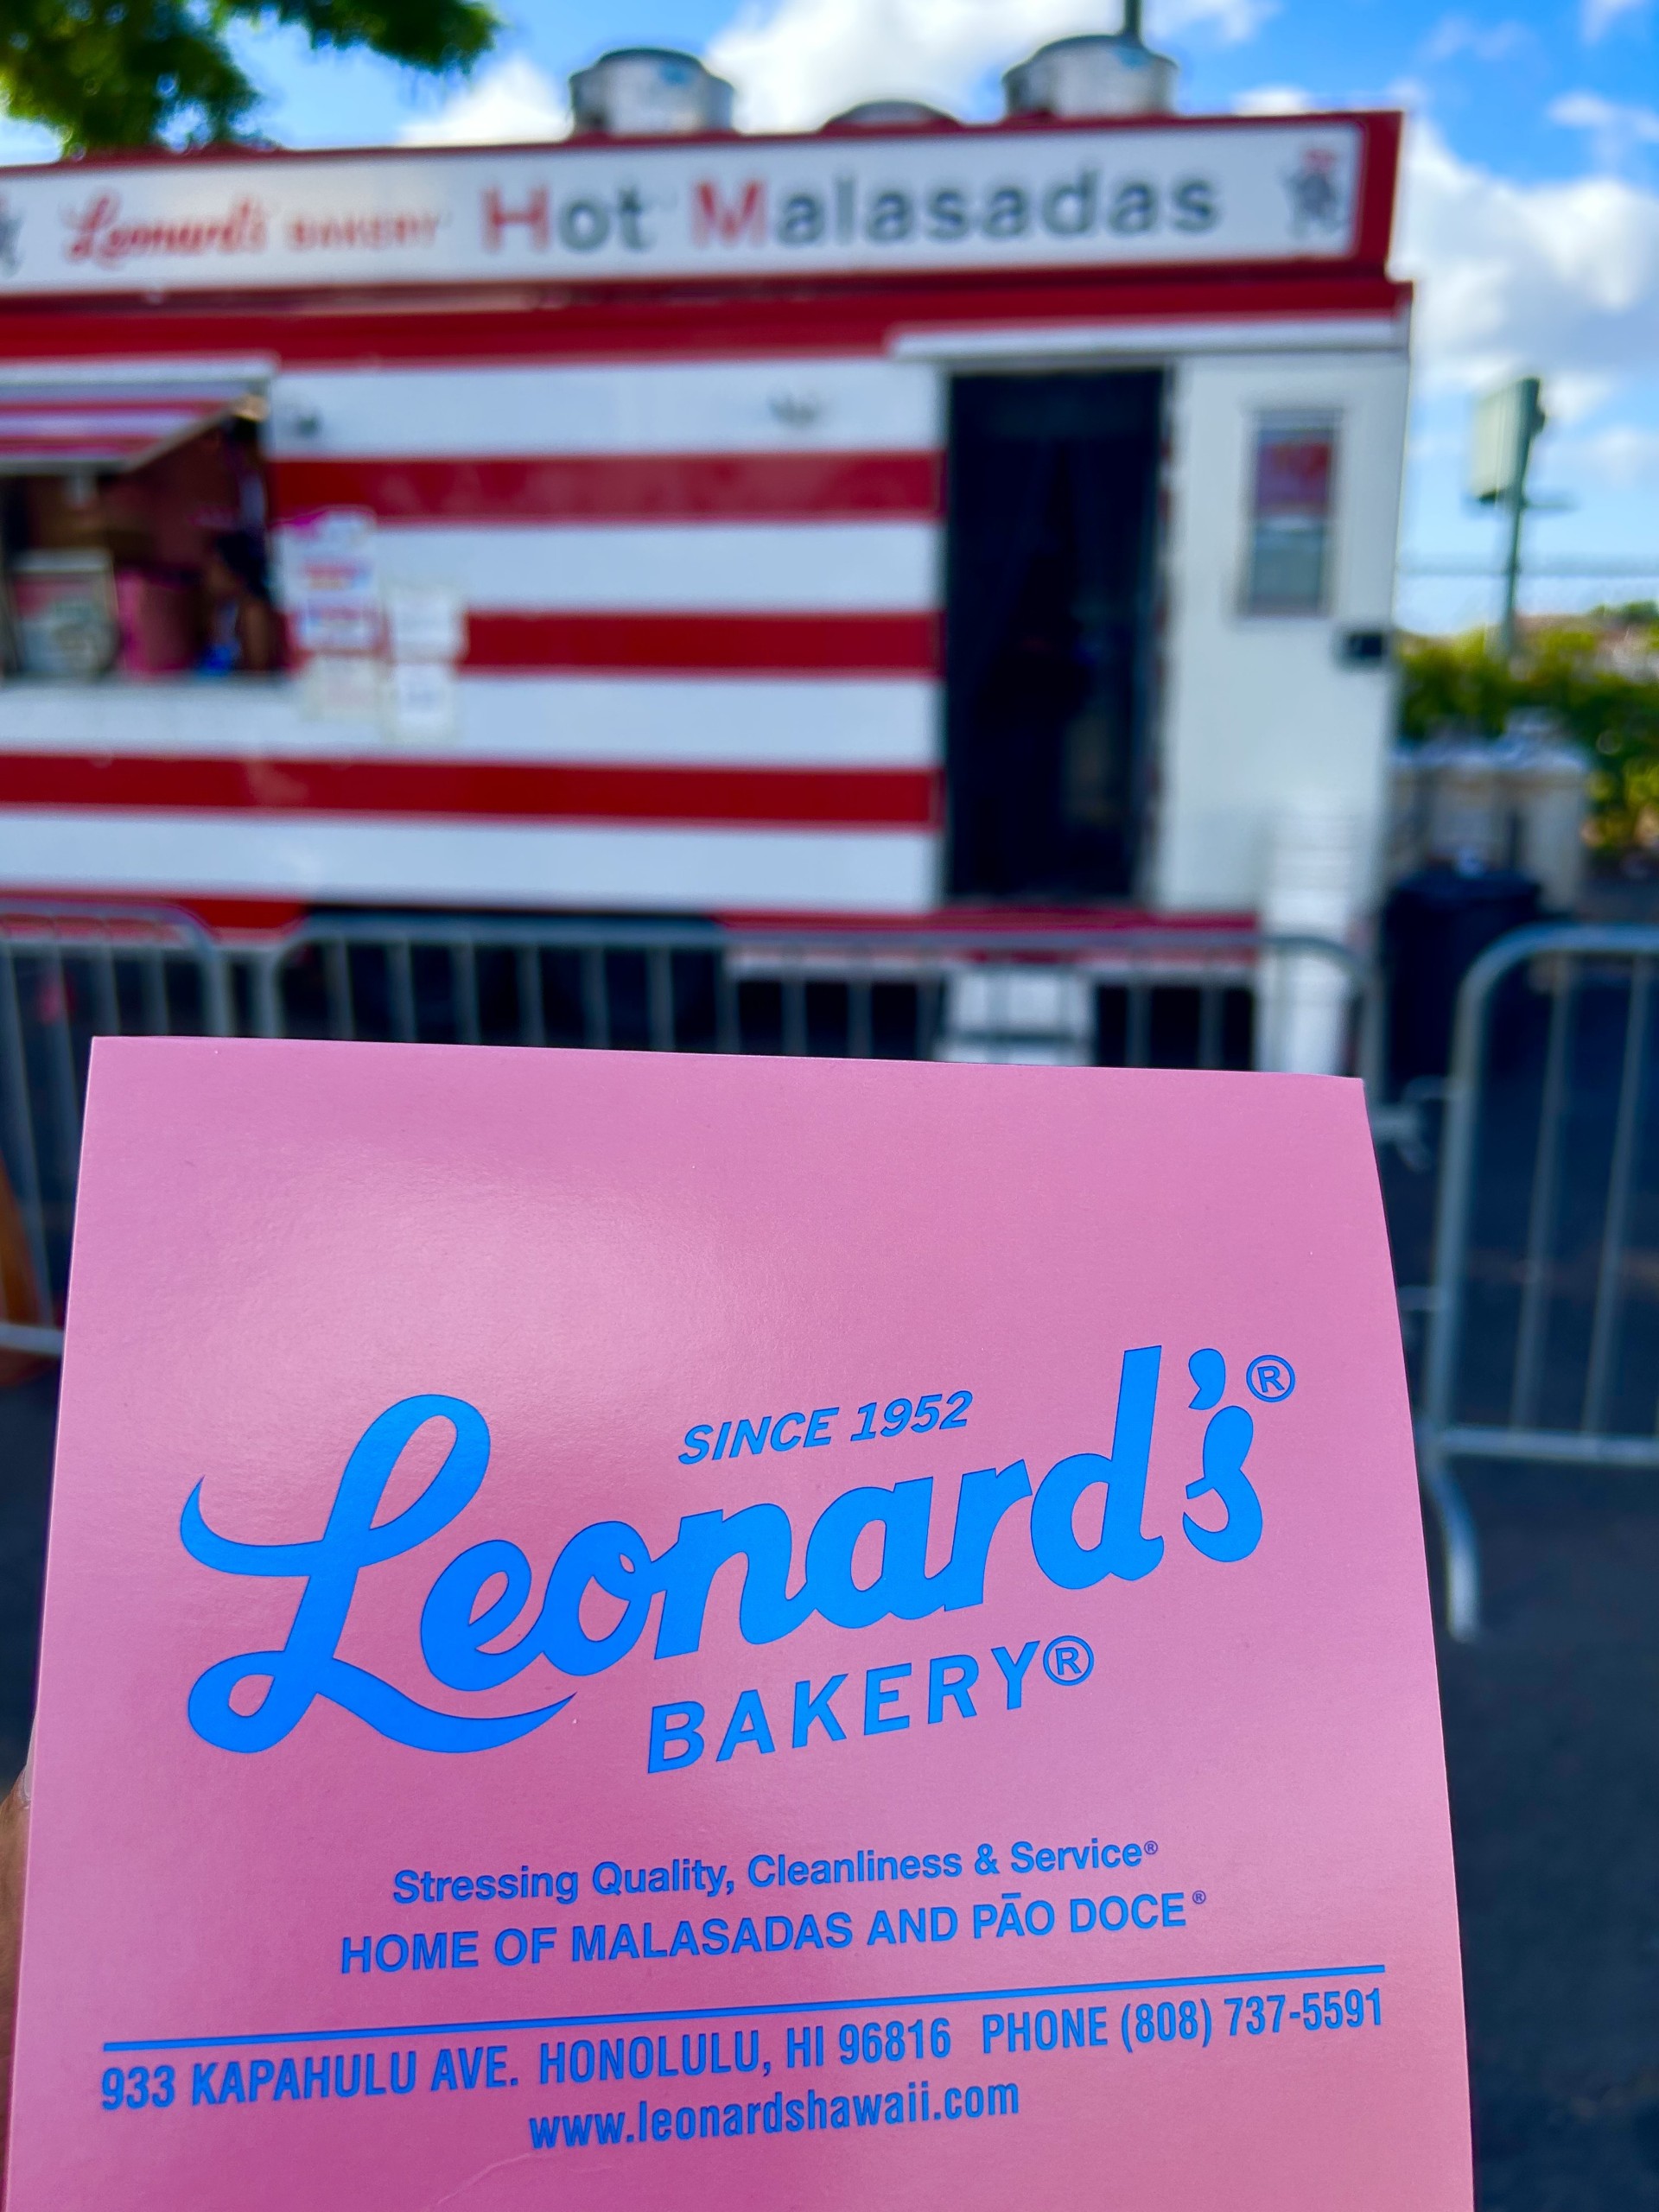 Leonard's BAKERY Hot Malasadas
SINCE 1952
Leonard's®
BAKERY®
Stressing Quality, Cleanliness & Service®
HOME OF MALASADAS AND PÃO DOCE®
933 KAPAHULU AVE. HONOLULU, HI 96816 PHONE (808) 737-5591
www.leonardshawaii.com